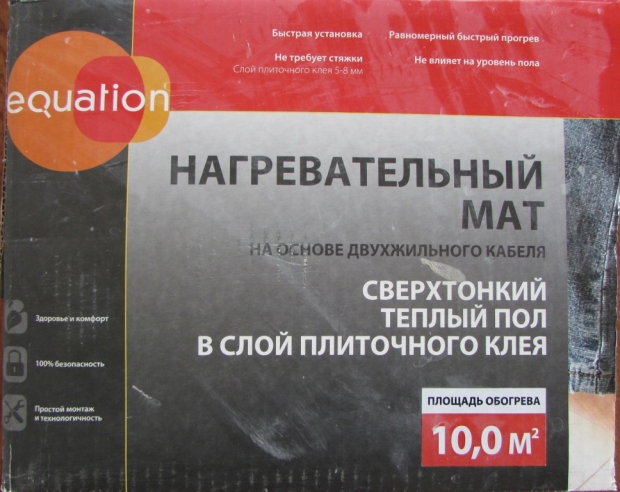 equation
Быстрая установка
Равномерный быстрый прогрев
Не требует стяжки
Слой плиточного клея 5-8 мм
Не влияет на уровень пола
НАГРЕВАТЕЛЬНЫЙ
МАТ
НА ОСНОВЕ ДВУХЖИЛЬНОГО КАБЕЛЯ
СВЕРХТОНКИЙ
ТЕПЛЫЙ ПОЛ
В СЛОЙ ПЛИТОЧНОГО КЛЕЯ
Здоровье и комфорт
100% безопасность
Простой монтаж
и технологичность
ПЛОЩАДЬ ОБОГРЕВА
10,0 м²